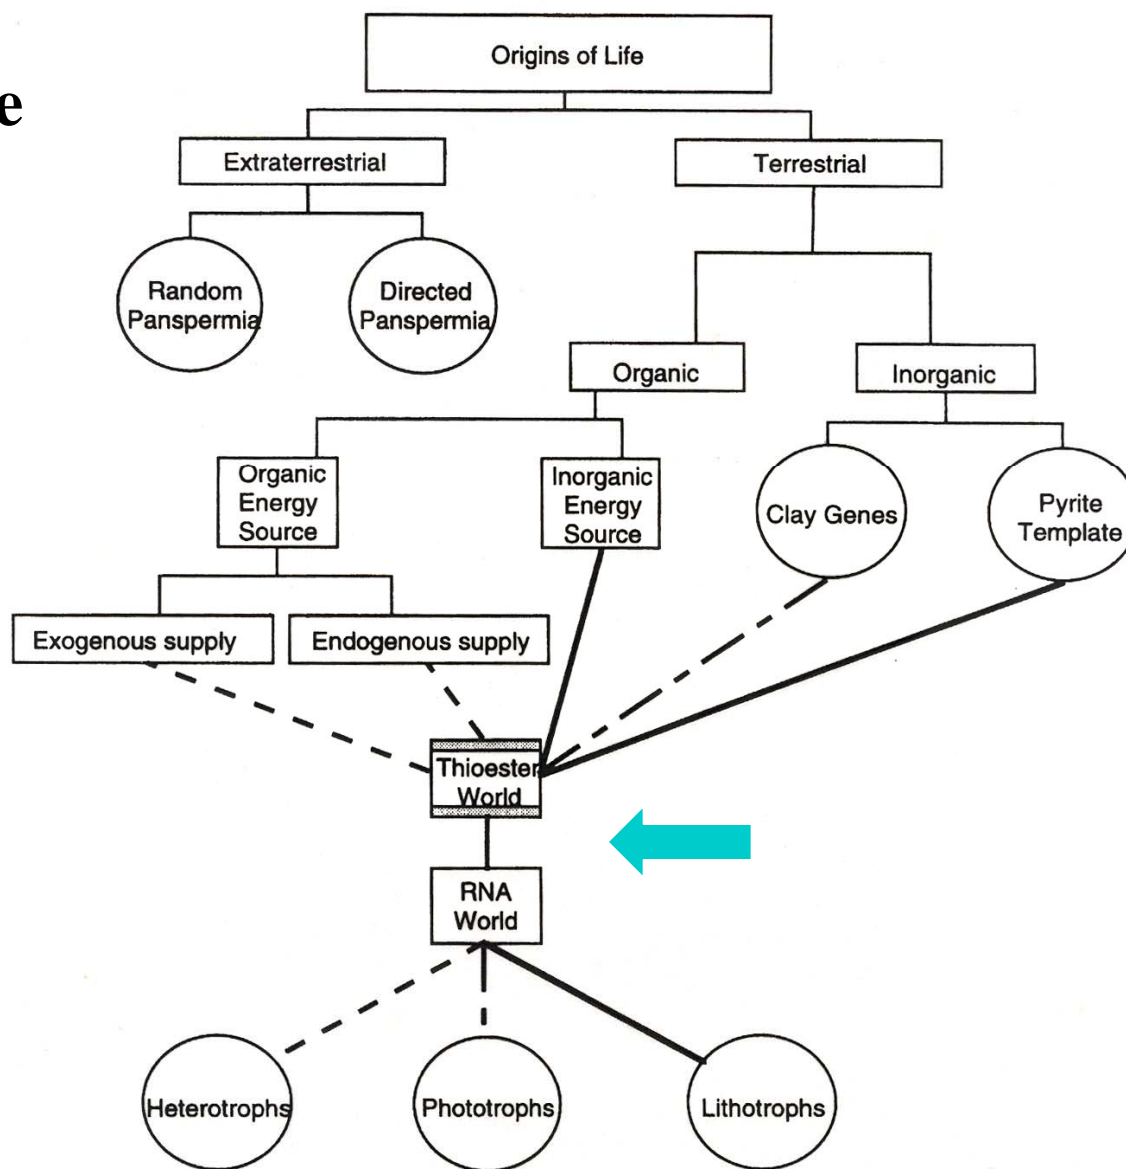 Origins of Life
e
Extraterrestrial
Terrestrial
Random
Panspermia
Directed
Panspermia
Organic
Inorganic
Organic
Energy
Source
Inorganic
Energy
Source
Clay Genes
Pyrite
Template
Exogenous supply
Endogenous supply
Thioester
World
RNA
World
Heterotrophs
Phototrophs
Lithotrophs